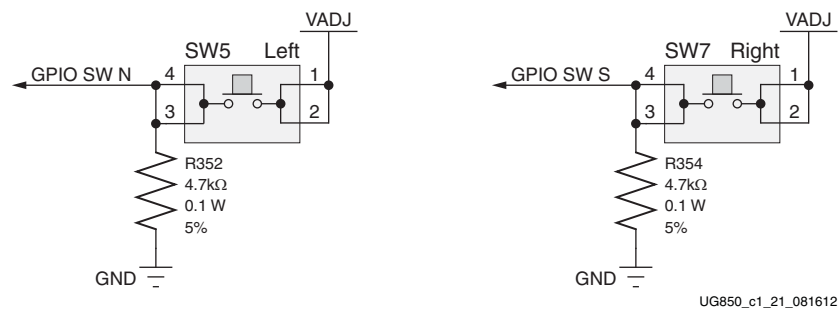 VADJ
SW5 Left
GPIO SW N
4
1
3
2
R352
4.7kΩ
0.1 W
5%
GND
VADJ
SW7 Right
GPIO SW S
4
1
3
2
R354
4.7kΩ
0.1 W
5%
GND
UG850_c1_21_081612